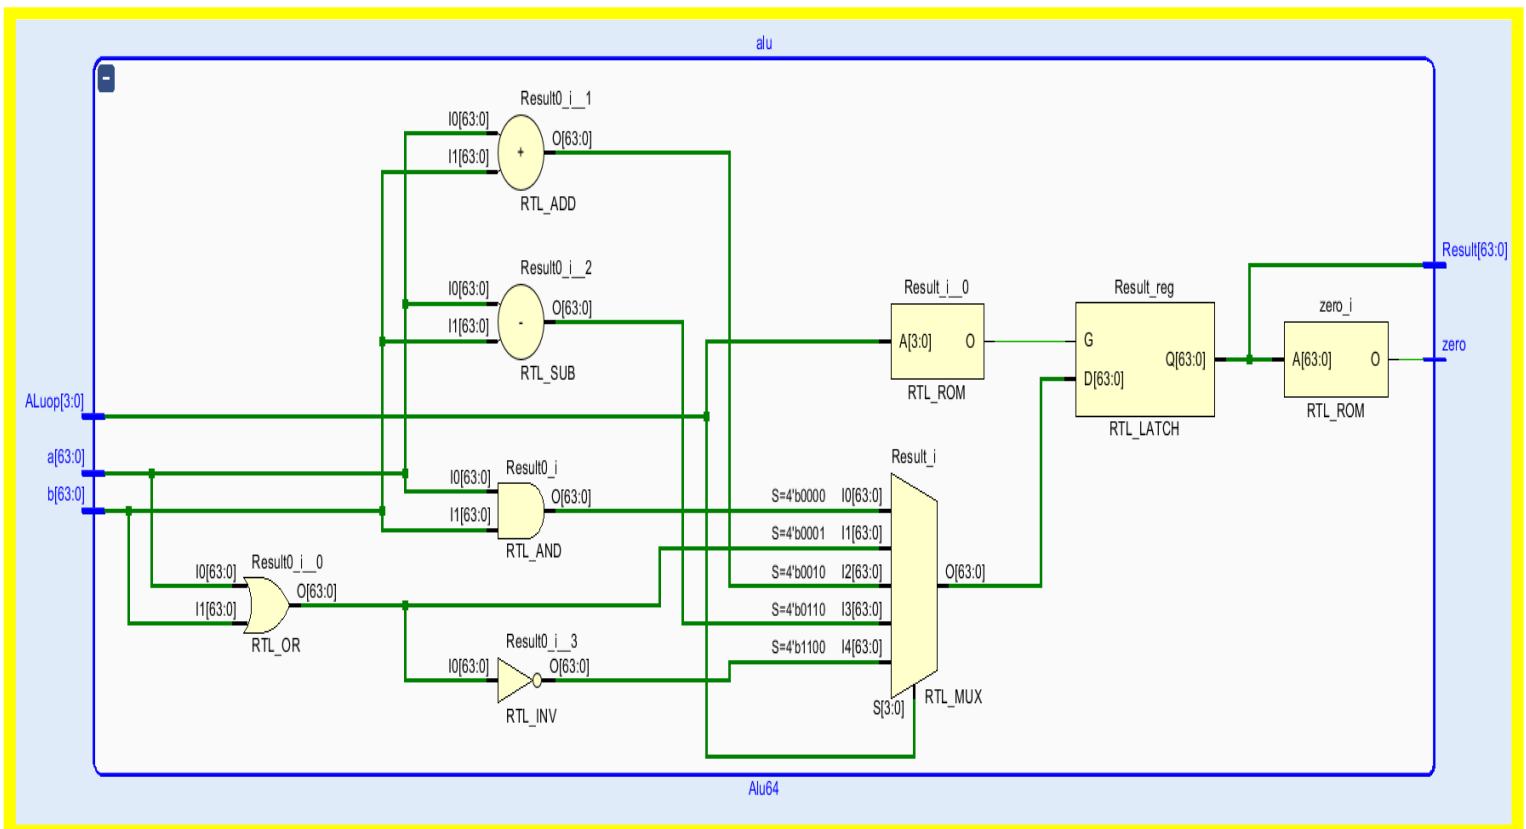 alu
-
Result0_i__1
I0[63:0]
O[63:0]
I1[63:0]
+
RTL_ADD
Result0_i__2
I0[63:0]
O[63:0]
I1[63:0]
-
RTL_SUB
ALuop[3:0]
a[63:0]
b[63:0]
Result0_i
I0[63:0]
O[63:0]
I1[63:0]
RTL_AND
Result0_i__0
I0[63:0]
O[63:0]
I1[63:0]
RTL_OR
Result0_i__3
I0[63:0]
O[63:0]
RTL_INV
Result_i__0
A[3:0]
O
RTL_ROM
Result_reg
G
Q[63:0]
D[63:0]
RTL_LATCH
zero_i
A[63:0]
O
RTL_ROM
Result[63:0]
zero
Result_i
S=4'b0000 I0[63:0]
S=4'b0001 I1[63:0]
S=4'b0010 I2[63:0]
O[63:0]
S=4'b0110 I3[63:0]
S=4'b1100 I4[63:0]
S[3:0]
RTL_MUX
Alu64